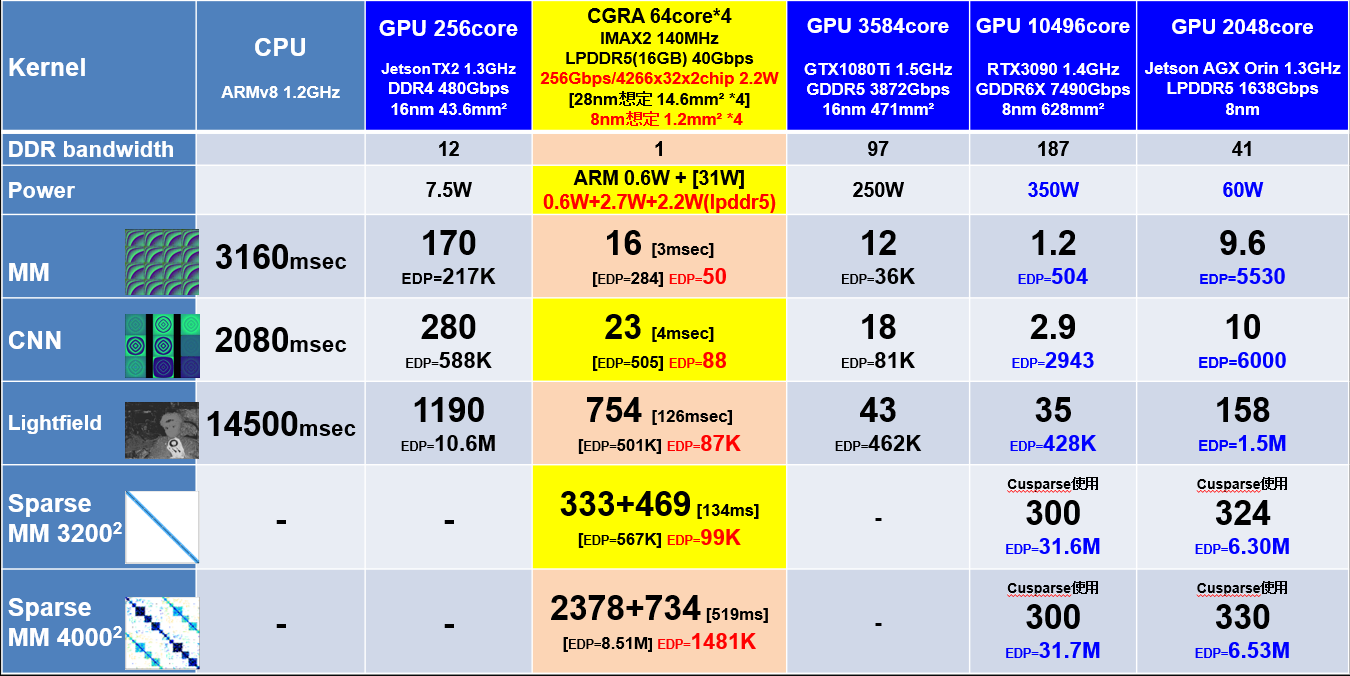 Kernel
CPU
ARMv8 1.2GHz
GPU 256core
JetsonTX2 1.3GHz
DDR4 480Gbps
16nm 43.6mm²
CGRA 64core*4
IMAX2 140MHz
LPDDR5(16GB) 40Gbps
256Gbps/4266x32x2chip 2.2W
[28nm想定 14.6mm² *4]
8nm想定 1.2mm² *4
GPU 3584core
GTX1080Ti 1.5GHz
GDDR5 3872Gbps
16nm 471mm²
GPU 10496core
RTX3090 1.4GHz
GDDR6X 7490Gbps
8nm 628mm²
GPU 2048core
Jetson AGX Orin 1.3GHz
LPDDR5 1638Gbps
8nm
DDR bandwidth
12
1
97
187
41
Power
7.5W
ARM 0.6W + [31W]
0.6W+2.7W+2.2W(lpddr5)
250W
350W
60W
MM
3160msec
170
EDP=217K
16 [3msec]
[EDP=284] EDP=50
12
EDP=36K
1.2
EDP=504
9.6
EDP=5530
CNN
2080msec
280
EDP=588K
23 [4msec]
[EDP=505] EDP=88
18
EDP=81K
2.9
EDP=2943
10
EDP=6000
Lightfield
14500msec
1190
EDP=10.6M
754 [126msec]
[EDP=501K] EDP=87K
43
EDP=462K
35
EDP=428K
158
EDP=1.5M
Sparse
MM 3200²
-
-
333+469 [134ms]
[EDP=567K] EDP=99K
-
Cusparse使用
300
EDP=31.6M
Cusparse使用
324
EDP=6.30M
Sparse
MM 4000²
-
-
2378+734 [519ms]
[EDP=8.51M] EDP=1481K
-
Cusparse使用
300
EDP=31.7M
Cusparse使用
330
EDP=6.53M